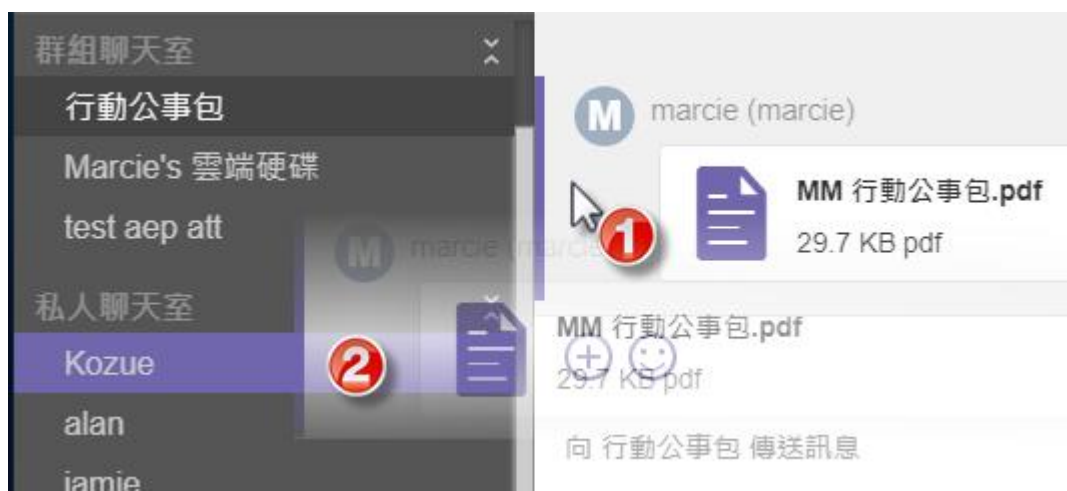 群組聊天室
行動公事包
Marcie's 雲端硬碟
test aep att
私人聊天室
Kozue
alan
jamie
M marcie (marcie)
MM 行動公事包.pdf
29.7 KB pdf
1
M marcie (marcie)
MM 行動公事包.pdf
29.7 KB pdf
2
向 行動公事包 傳送訊息